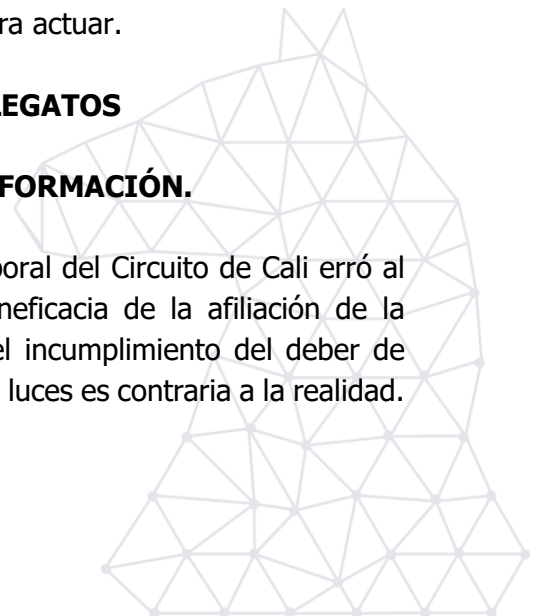 ra actuar.
LEGATOS
FORMACIÓN.
boral del Circuito de Cali erró al
neficacia de la afiliación de la
el incumplimiento del deber de
luces es contraria a la realidad.